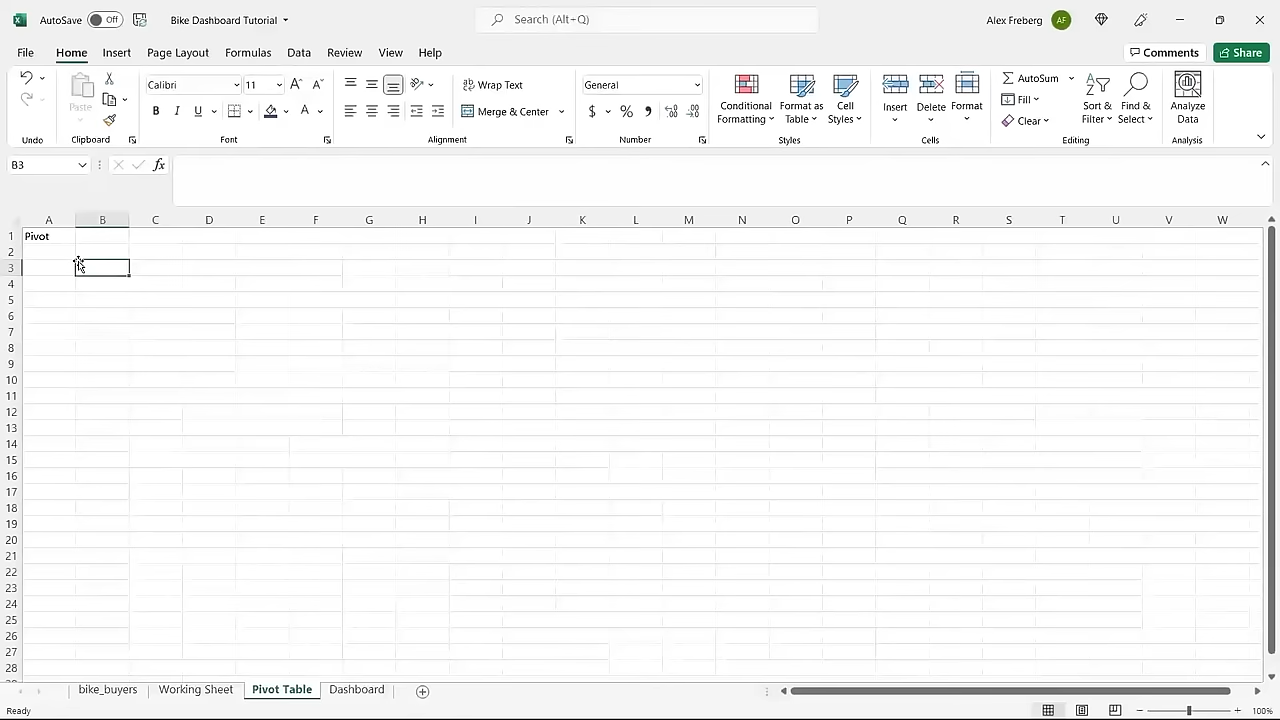 AutoSave Off Bike Dashboard Tutorial Search (Alt+Q) Alex Freberg AF
File Home Insert Page Layout Formulas Data Review View Help Comments Share
Paste Calibri 11 A A Wrap Text General Conditional Formatting Format as Table Cell Styles Insert Delete Format AutoSum Sort & Filter Find & Select Analyze Data
B I U A Merge & Center $ % , Fill
Clear
Undo Clipboard Font Alignment Number Styles Cells Editing Analysis
B3 fx
A B C D E F G H I J K L M N O P Q R S T U V W
1 Pivot
2
3
4
5
6
7
8
9
10
11
12
13
14
15
16
17
18
19
20
21
22
23
24
25
26
27
28
bike_buyers Working Sheet Pivot Table Dashboard
Ready 100%